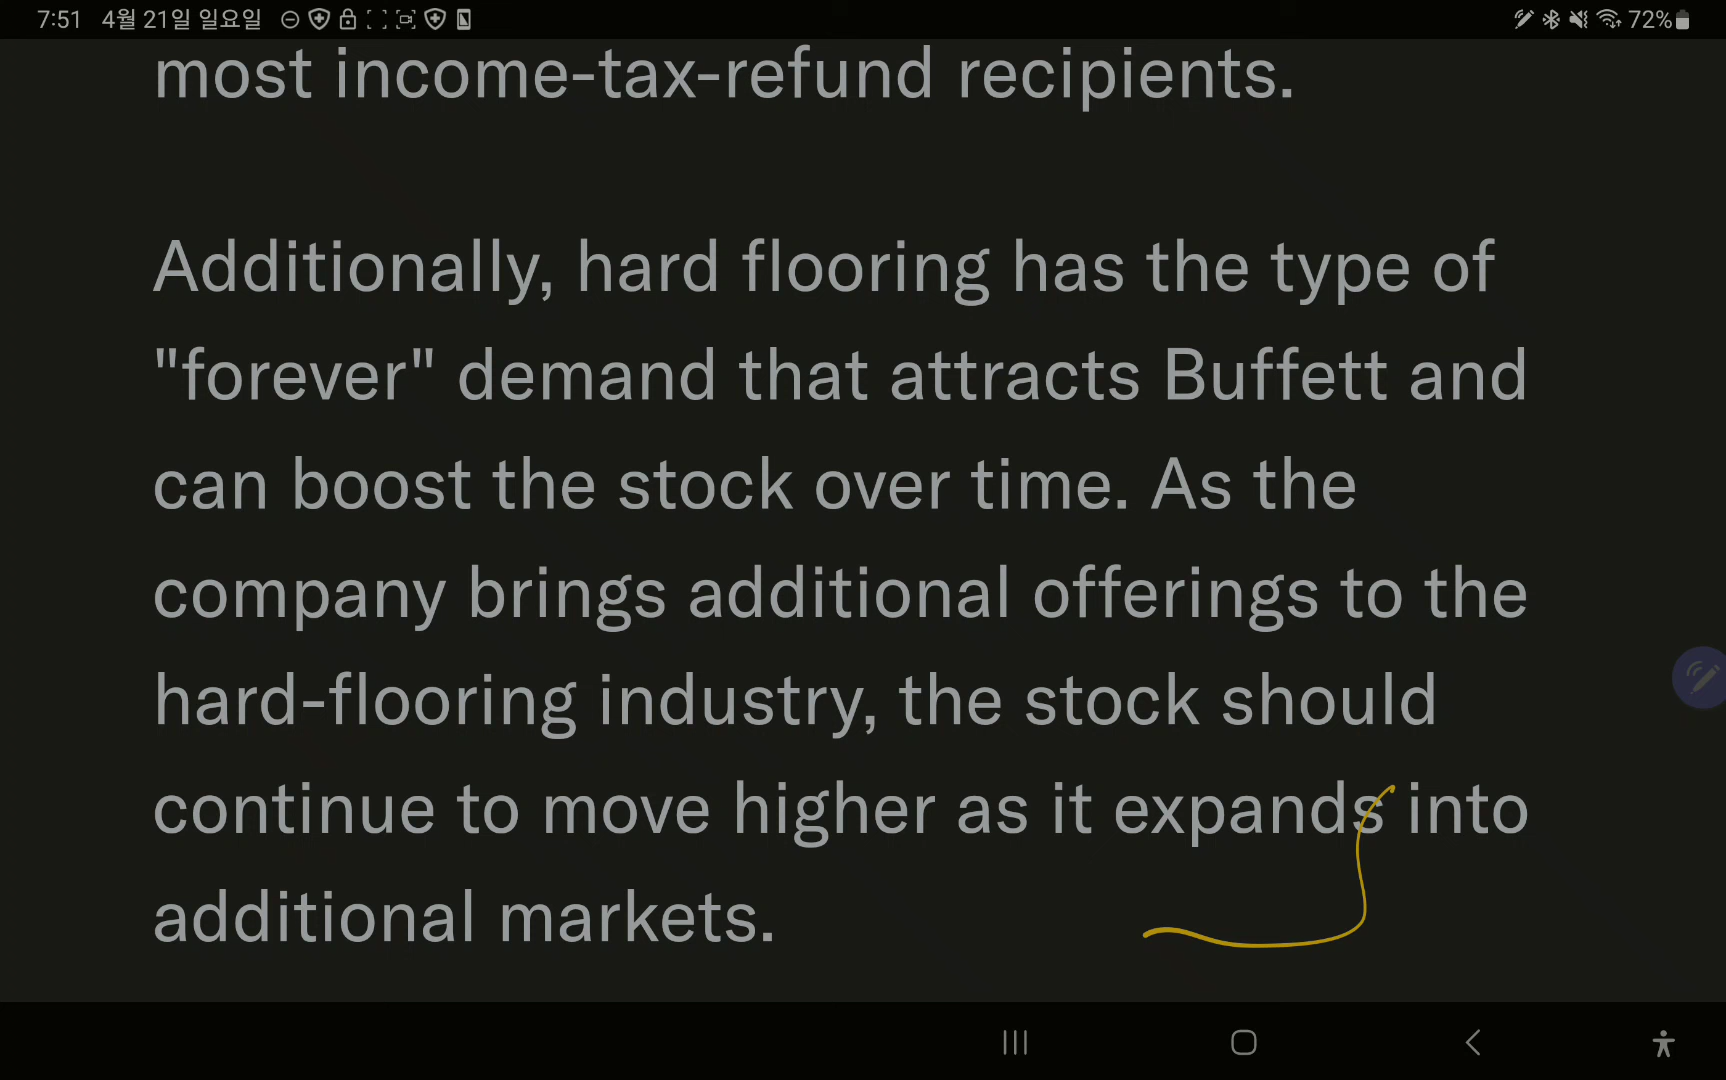 7:51 4월 21일 일요일 72%
most income-tax-refund recipients.
Additionally, hard flooring has the type of
"forever" demand that attracts Buffett and
can boost the stock over time. As the
company brings additional offerings to the
hard-flooring industry, the stock should
continue to move higher as it expands into
additional markets.